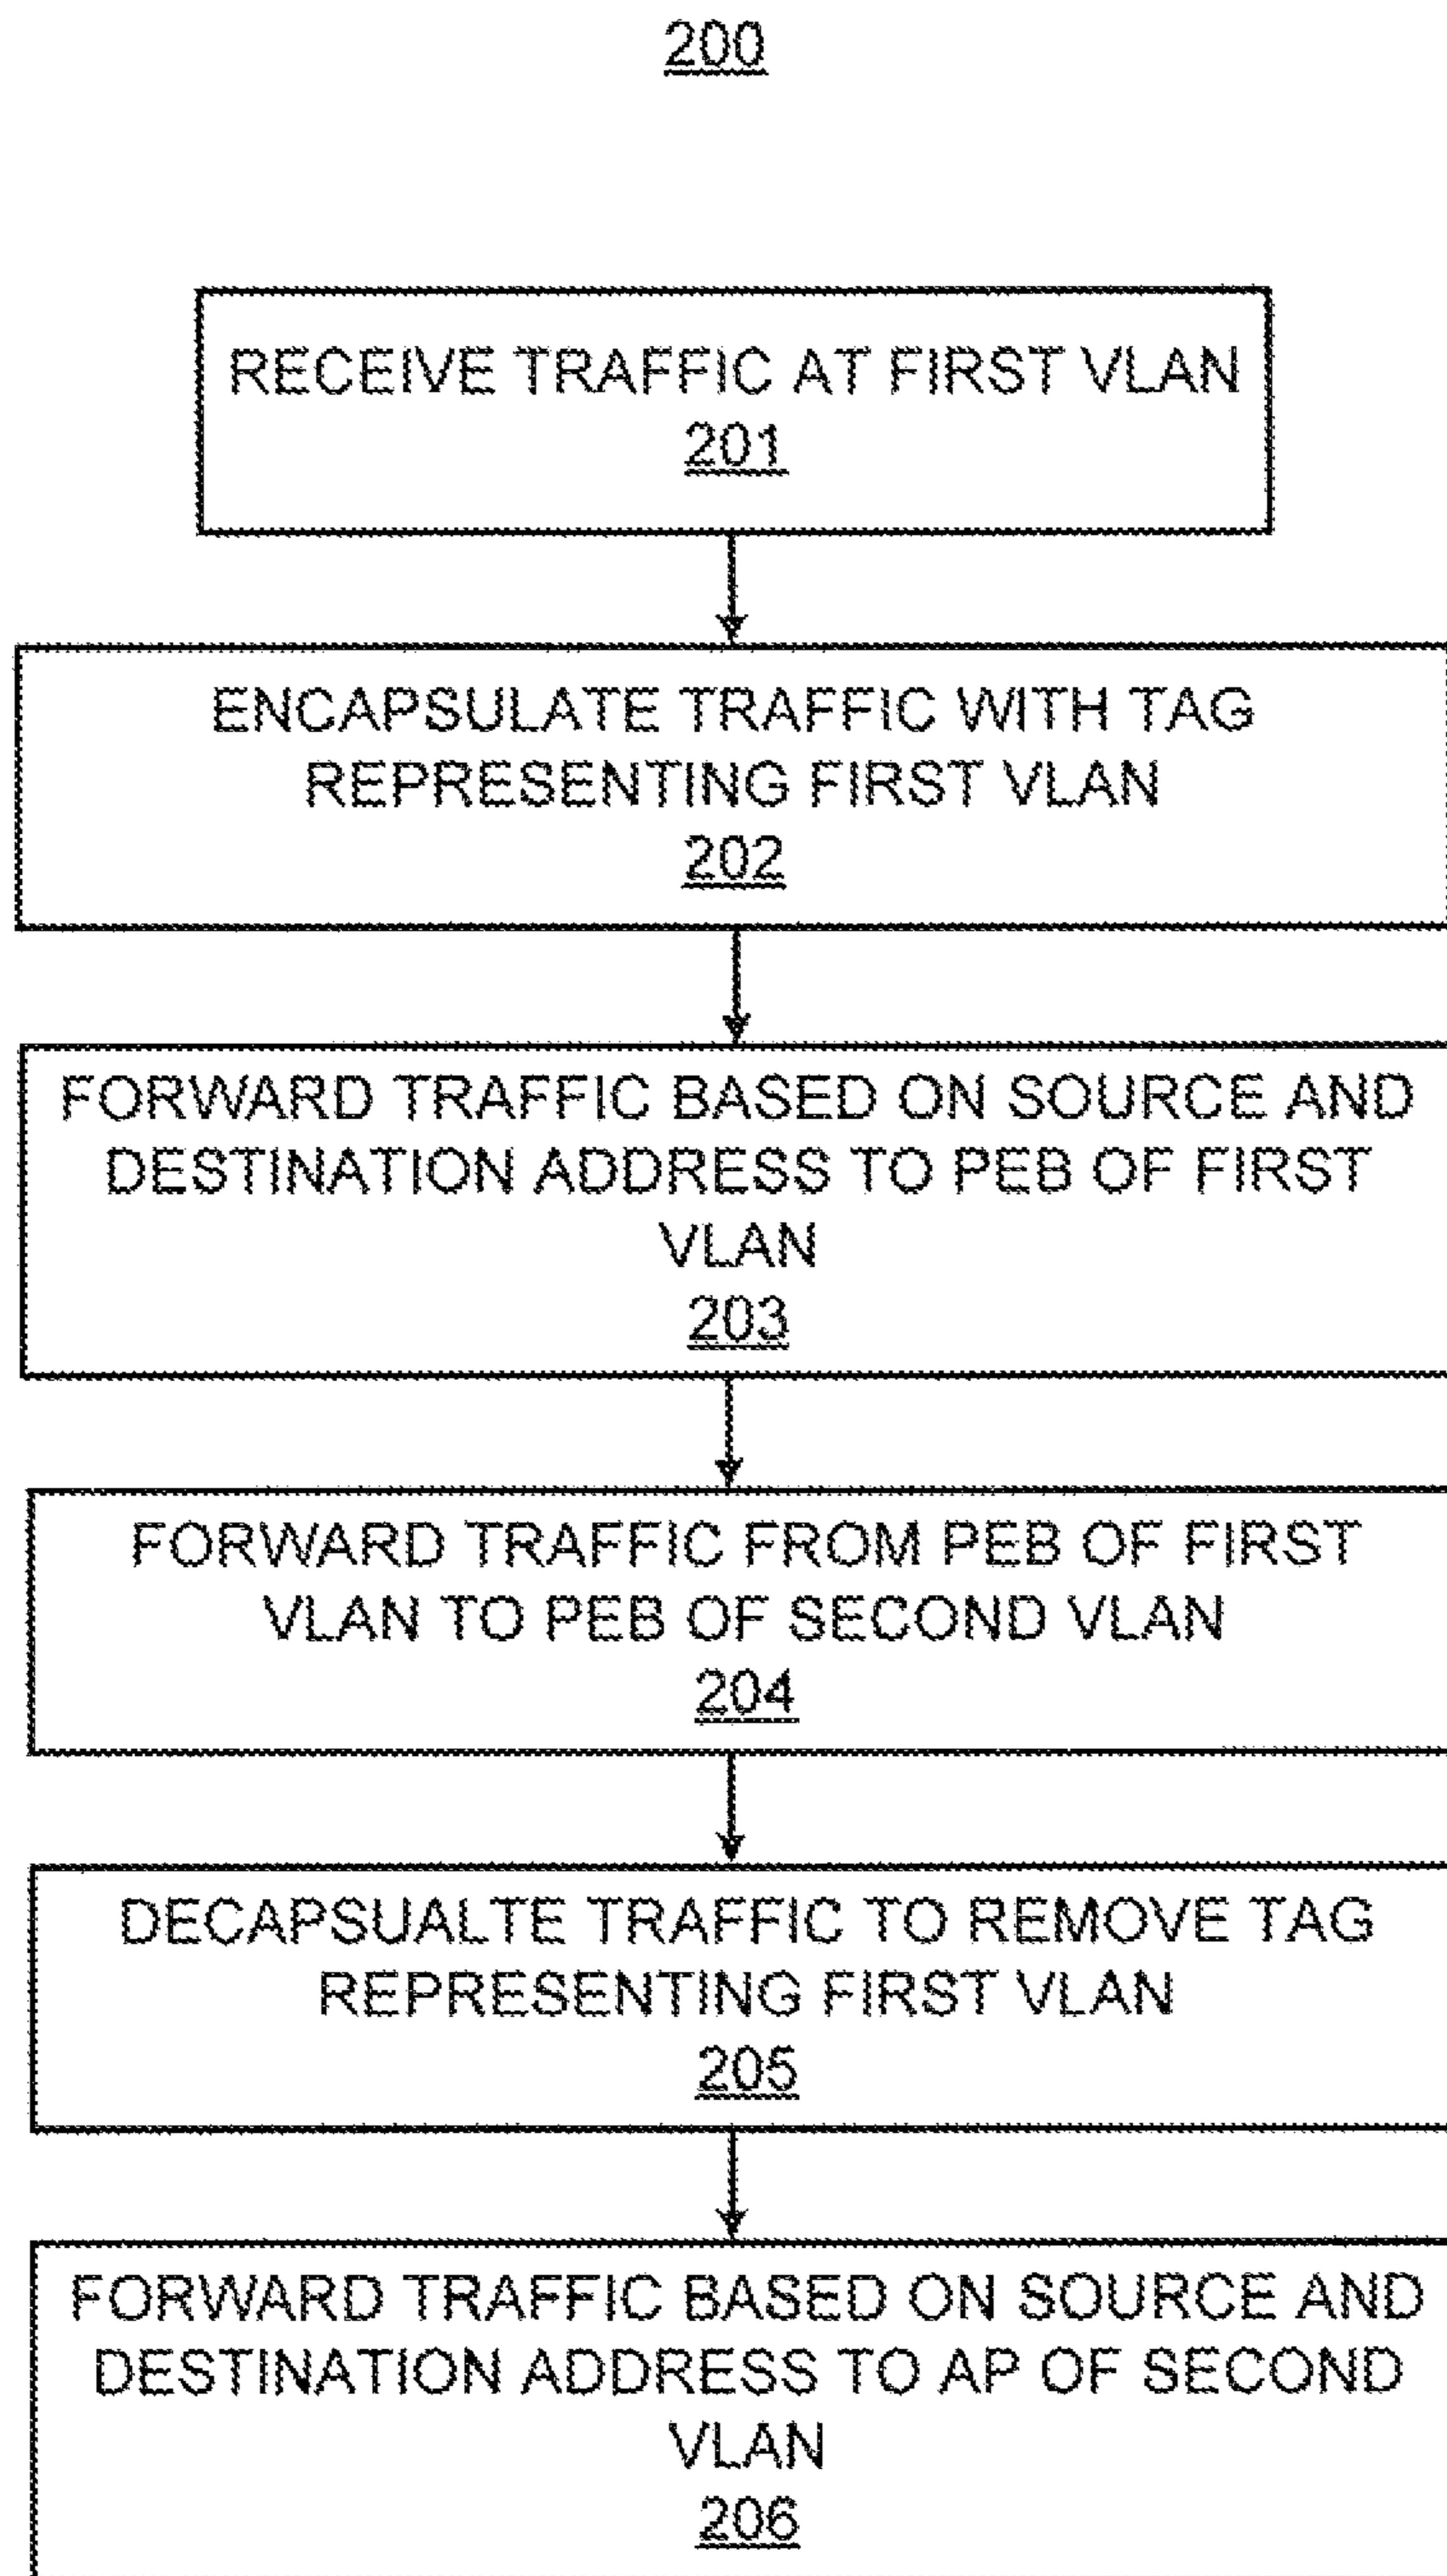 200
RECEIVE TRAFFIC AT FIRST VLAN
201
ENCAPSULATE TRAFFIC WITH TAG
REPRESENTING FIRST VLAN
202
FORWARD TRAFFIC BASED ON SOURCE AND
DESTINATION ADDRESS TO PEB OF FIRST
VLAN
203
FORWARD TRAFFIC FROM PEB OF FIRST
VLAN TO PEB OF SECOND VLAN
204
DECAPSUALTE TRAFFIC TO REMOVE TAG
REPRESENTING FIRST VLAN
205
FORWARD TRAFFIC BASED ON SOURCE AND
DESTINATION ADDRESS TO AP OF SECOND
VLAN
206